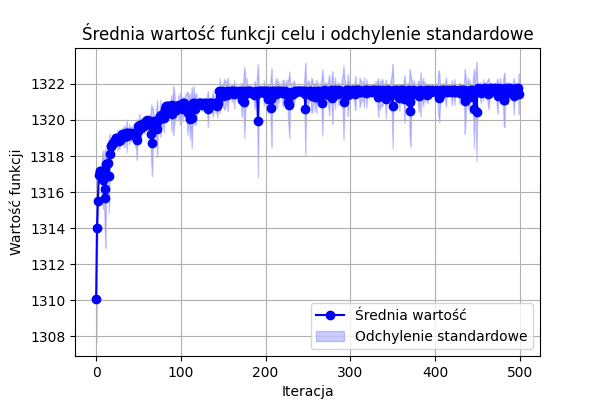 Średnia wartość funkcji celu i odchylenie standardowe
Wartość funkcji
1322
1320
1318
1316
1314
1312
1310
1308
Średnia wartość
Odchylenie standardowe
0 100 200 300 400 500
Iteracja